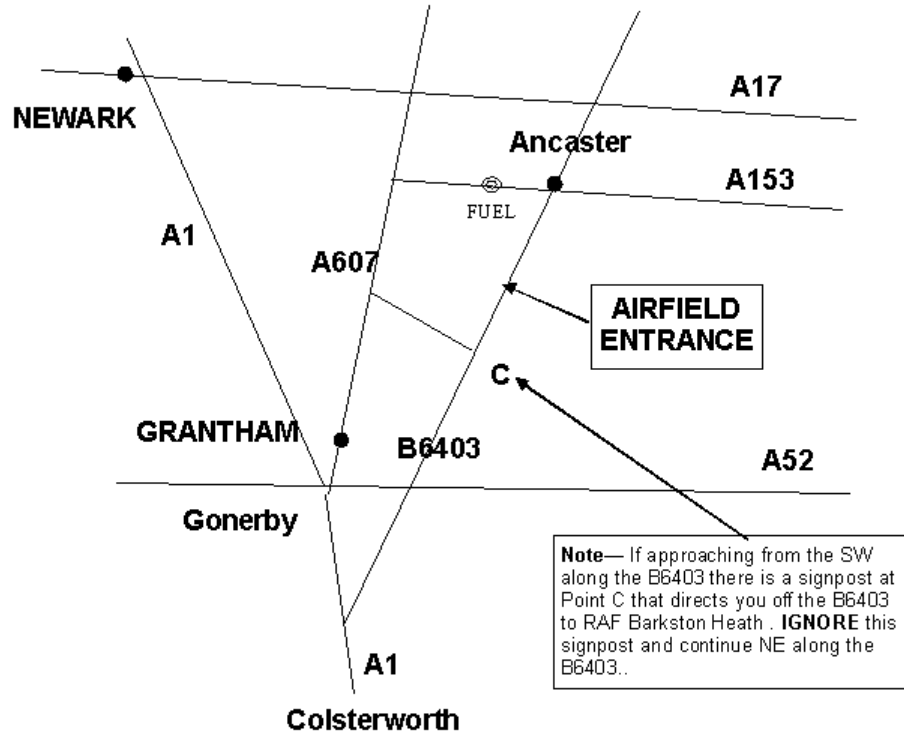 A17
NEWARK
Ancaster
A153
FUEL
A1
A607
AIRFIELD
ENTRANCE
C
GRANTHAM
B6403
A52
Gonerby
Note— If approaching from the SW
along the B6403 there is a signpost at
Point C that directs you off the B6403
to RAF Barkston Heath . IGNORE this
signpost and continue NE along the
B6403..
A1
Colsterworth